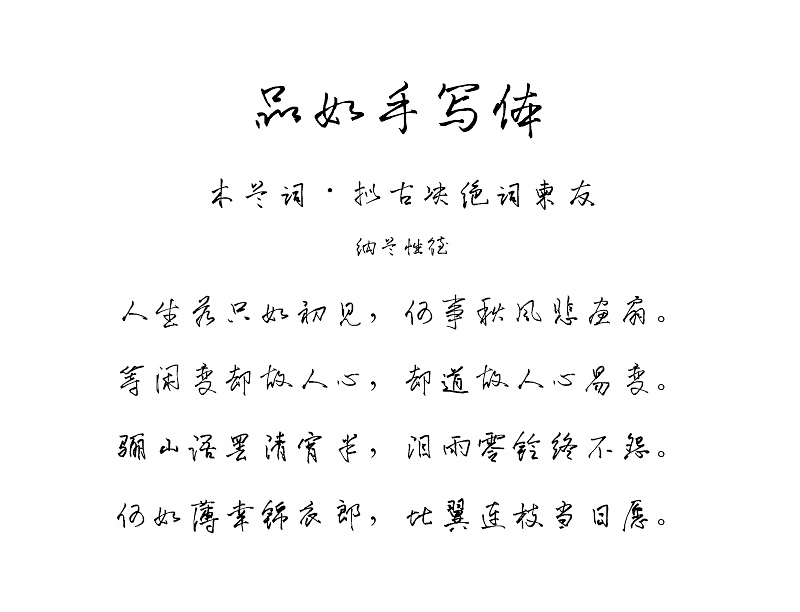 品如手写体
木兰词·拟古决绝词柬友
纳兰性德
人生若只如初见，何事秋风悲画扇。
等闲变却故人心，却道故人心易变。
骊山语罢清宵半，泪雨零铃终不怨。
何如薄幸锦衣郎，比翼连枝当日愿。